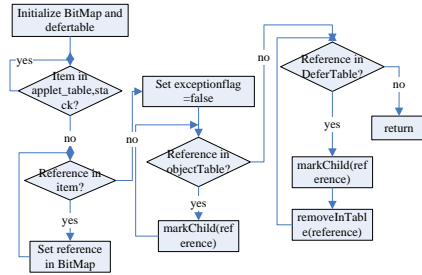 Initialize BitMap and
defertable
yes
Item in
applet_table,sta
ck?
no
Reference in
item?
yes
Set reference
in BitMap
no
Set exceptionflag
=false
Reference in
objectTable?
yes
markChild(ref
erence)
no
Reference in
DeferTable?
no
return
yes
markChild(ref
erence)
removeInTabl
e(reference)